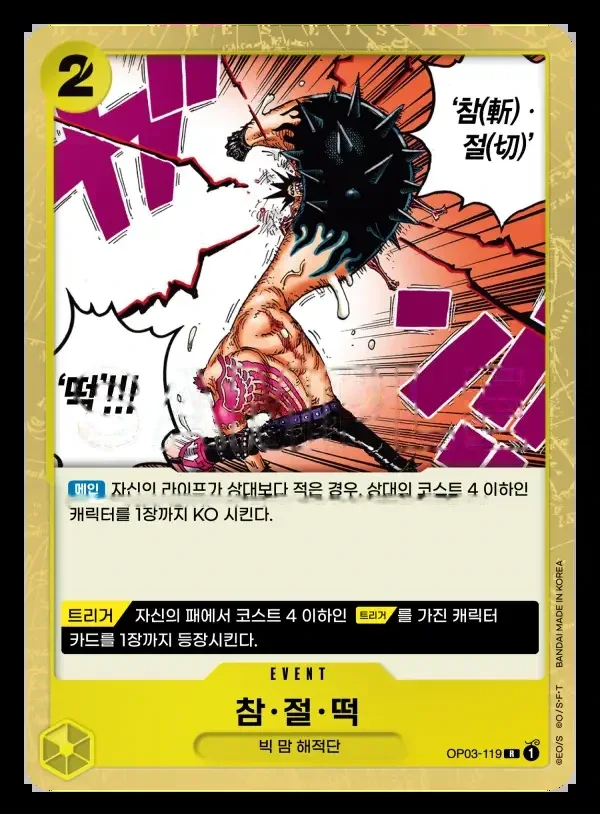 2
‘참(斬)·
절(切)’
‘떡’!!!
메인 자신의 라이프가 상대보다 적은 경우, 상대의 코스트 4 이하인
캐릭터를 1장까지 KO 시킨다.
트리거 자신의 패에서 코스트 4 이하인 트리거 를 가진 캐릭터
카드를 1장까지 등장시킨다.
EVENT
참·절·떡
빅 맘 해적단
OP03-119 R 1
©EO/S ©O/S·F·T BANDAI MADE IN KOREA